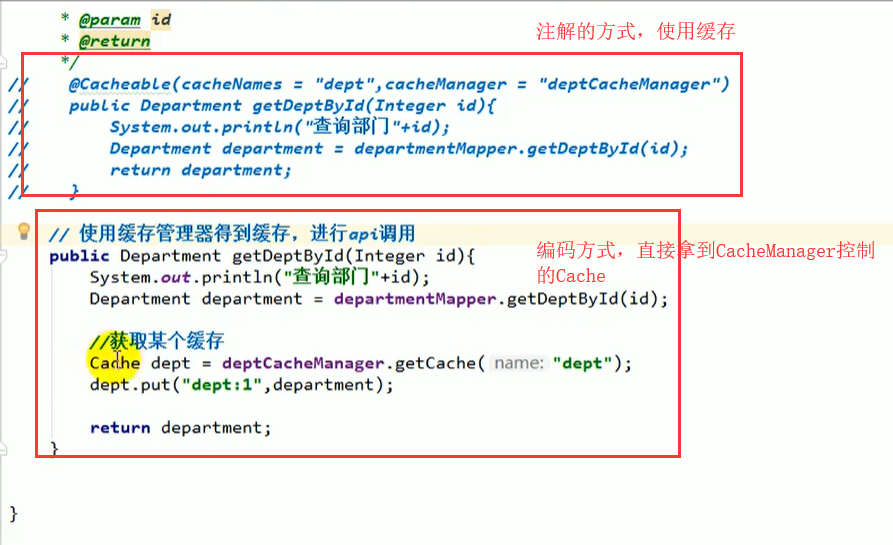 * @param id
* @return
注解的方式，使用缓存
*/
// @Cacheable(cacheNames = "dept",cacheManager = "deptCacheManager")
// public Department getDeptById(Integer id){
// System.out.println("查询部门"+id);
// Department department = departmentMapper.getDeptById(id);
// return department;
// }
// 使用缓存管理器得到缓存，进行api调用
public Department getDeptById(Integer id){
编码方式，直接拿到CacheManager控制
的Cache
System.out.println("查询部门"+id);
Department department = departmentMapper.getDeptById(id);
//获取某个缓存
Cache dept = deptCacheManager.getCache( name: "dept");
dept.put("dept:1",department);
return department;
}
}